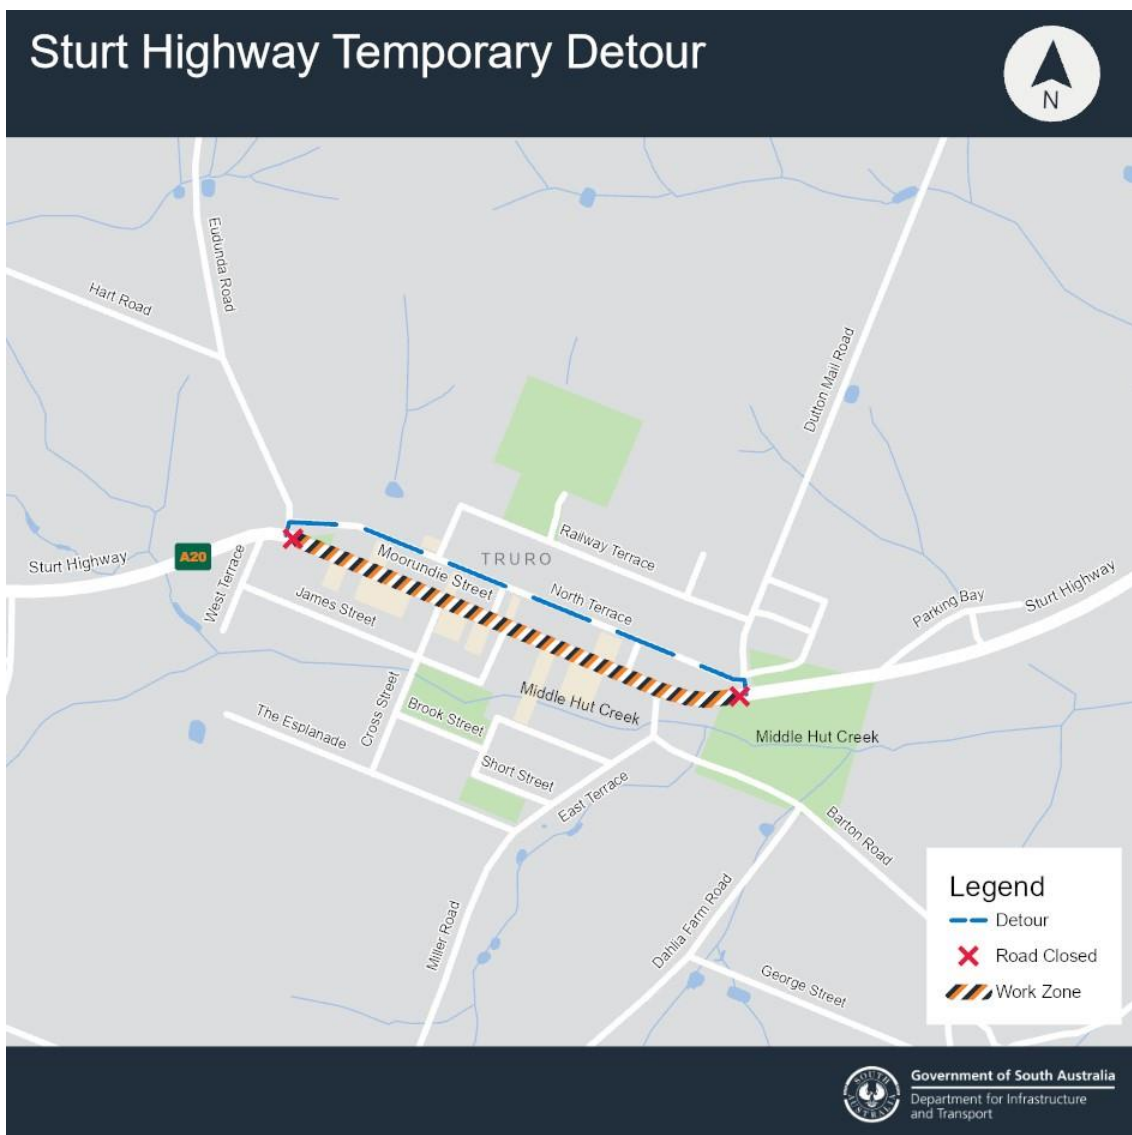 Sturt Highway Temporary Detour
N
Eudunda Road
Hart Road
Dutton Mail Road
Railway Terrace
TRURO
Moorundie Street
North Terrace
Sturt Highway
A20
West Terrace
James Street
Parking Bay
Sturt Highway
Middle Hut Creek
Cross Street
Brook Street
The Esplanade
Middle Hut Creek
Short Street
East Terrace
Barton Road
Miller Road
Dahlia Farm Road
George Street
Legend
Detour
Road Closed
Work Zone
SOUTH
AUSTRALIA
Government of South Australia
Department for Infrastructure
and Transport